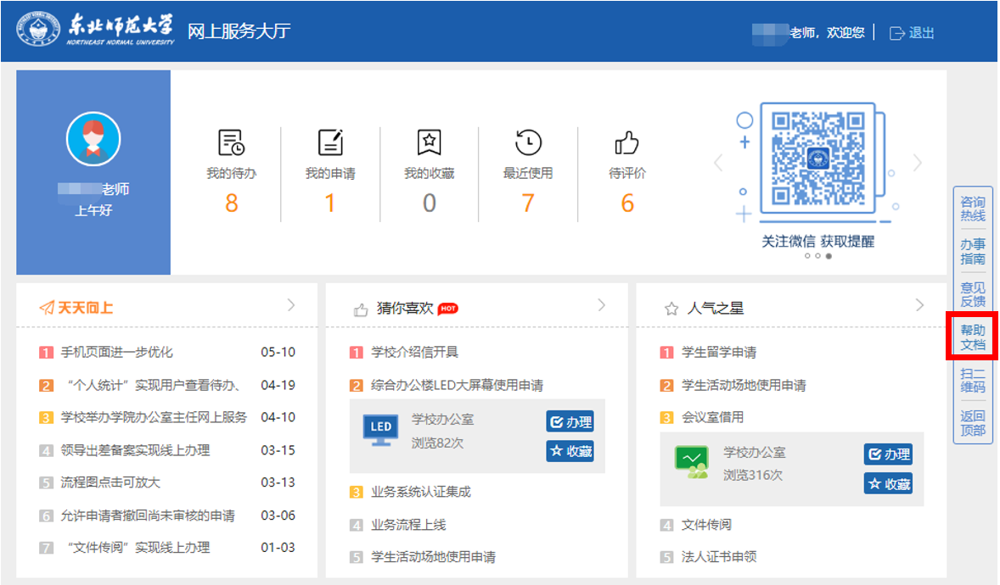 东北师范大学
NORTHEAST NORMAL UNIVERSITY
网上服务大厅
老师，欢迎您
退出
老师
上午好
我的待办
8
我的申请
1
我的收藏
0
最近使用
7
待评价
6
关注微信 获取提醒
咨询
热线
办事
指南
意见
反馈
帮助
文档
扫二
维码
返回
顶部
天天向上
1 手机页面进一步优化 05-10
2 “个人统计”实现用户查看待办、 04-19
3 学校举办学院办公室主任网上服务 04-10
4 领导出差备案实现线上办理 03-15
5 流程图点击可放大 03-13
6 允许申请者撤回尚未审核的申请 03-06
7 “文件传阅”实现线上办理 01-03
猜你喜欢 HOT
1 学校介绍信开具
2 综合办公楼LED大屏幕使用申请
LED
学校办公室
浏览82次
办理
收藏
3 业务系统认证集成
4 业务流程上线
5 学生活动场地使用申请
人气之星
1 学生留学申请
2 学生活动场地使用申请
3 会议室借用
学校办公室
浏览316次
办理
收藏
4 文件传阅
5 法人证书申领